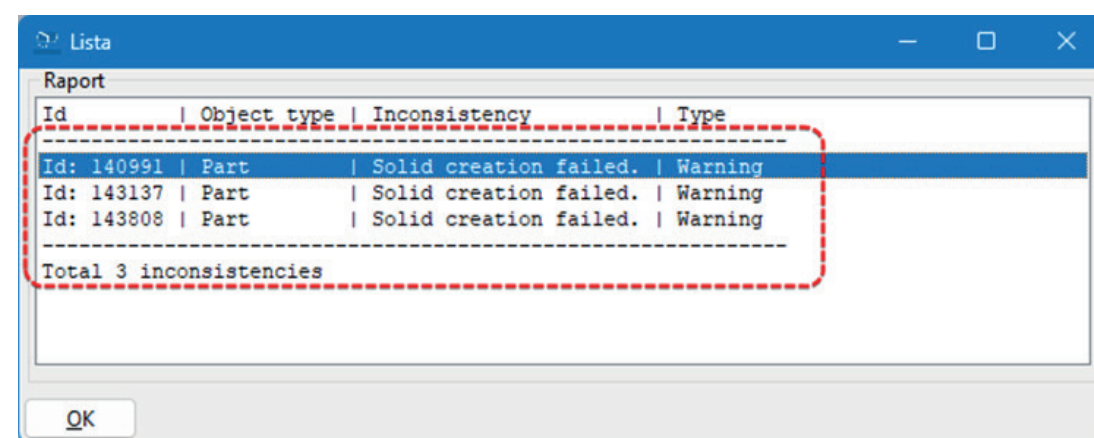 Lista
Raport
Id | Object type | Inconsistency | Type
------------------------------------------------------------
Id: 140991 | Part | Solid creation failed. | Warning
Id: 143137 | Part | Solid creation failed. | Warning
Id: 143808 | Part | Solid creation failed. | Warning
------------------------------------------------------------
Total 3 inconsistencies
OK